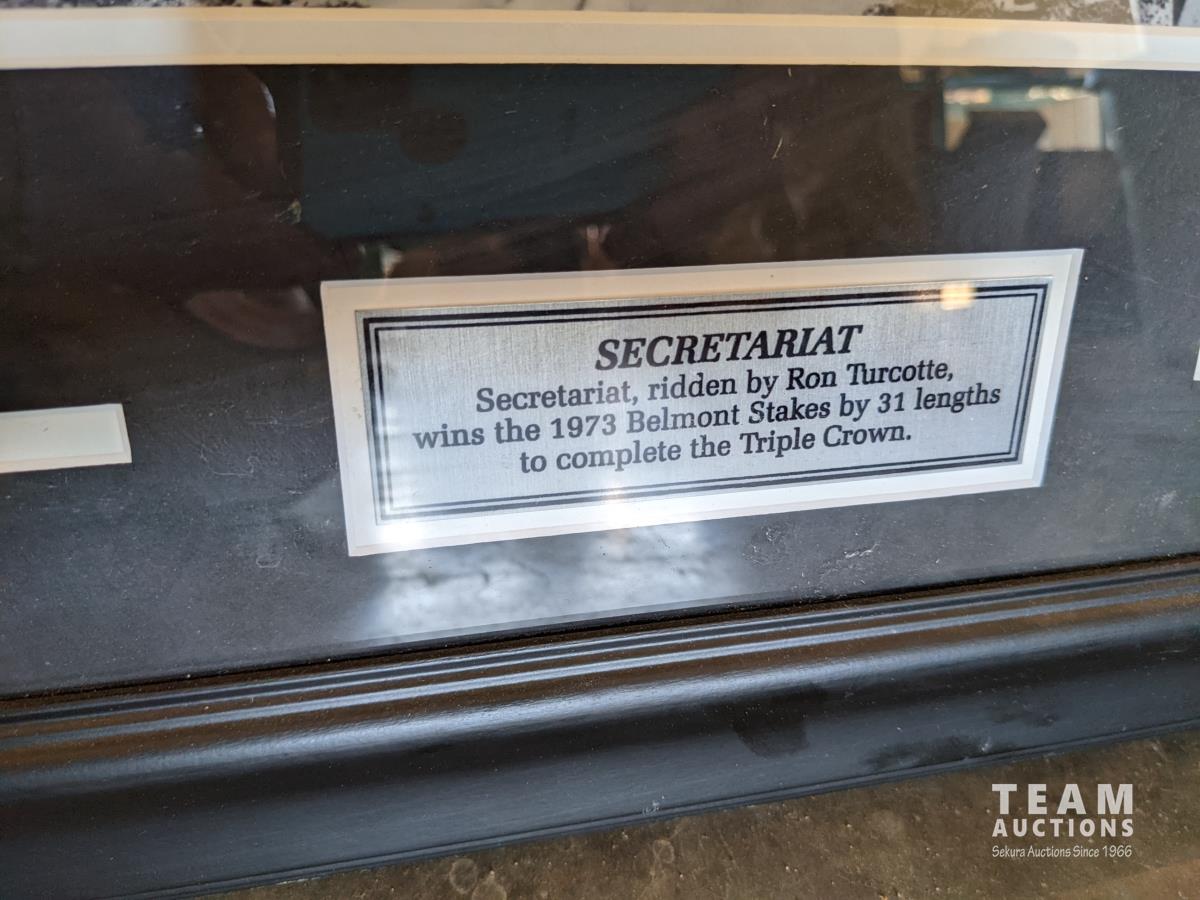 SECRETARIAT
Secretariat, ridden by Ron Turcotte,
wins the 1973 Belmont Stakes by 31 lengths
to complete the Triple Crown.
TEAM
AUCTIONS
Sekura Auctions Since 1966